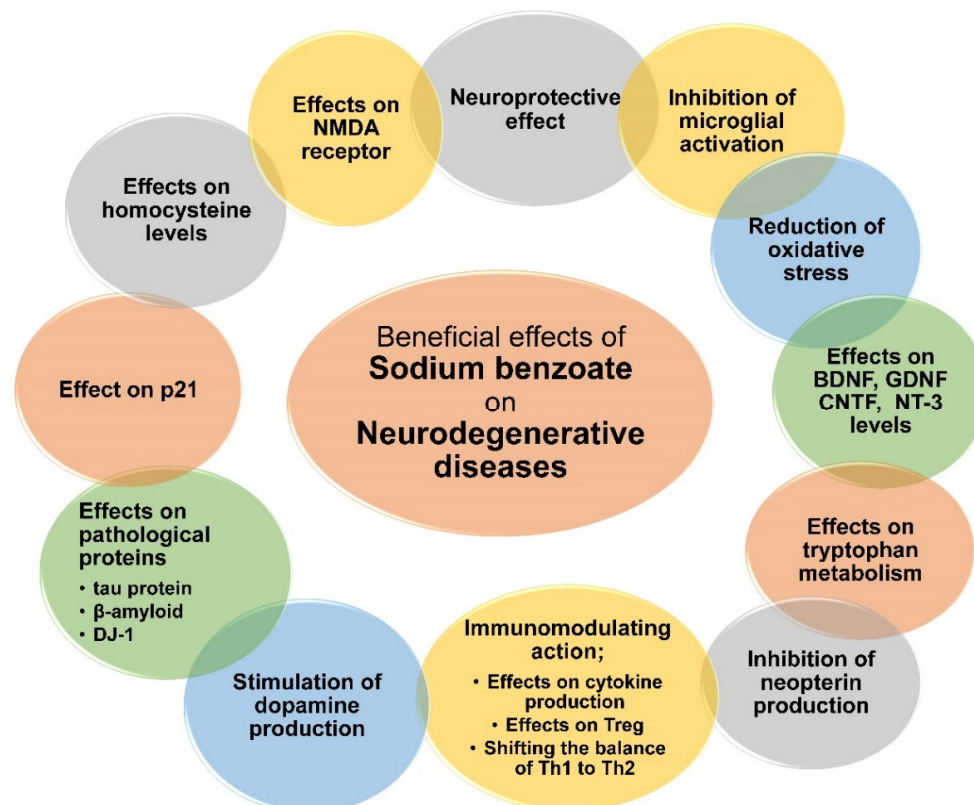 Beneficial effects of
Sodium benzoate
on
Neurodegenerative
diseases
Neuroprotective
effect
Inhibition of
microglial
activation
Reduction of
oxidative
stress
Effects on
BDNF, GDNF
CNTF, NT-3
levels
Effects on
tryptophan
metabolism
Inhibition of
neopterin
production
Immunomodulating
action;
• Effects on cytokine
production
• Effects on Treg
• Shifting the balance
of Th1 to Th2
Stimulation of
dopamine
production
Effects on
pathological
proteins
• tau protein
• β-amyloid
• DJ-1
Effect on p21
Effects on
homocysteine
levels
Effects on
NMDA
receptor